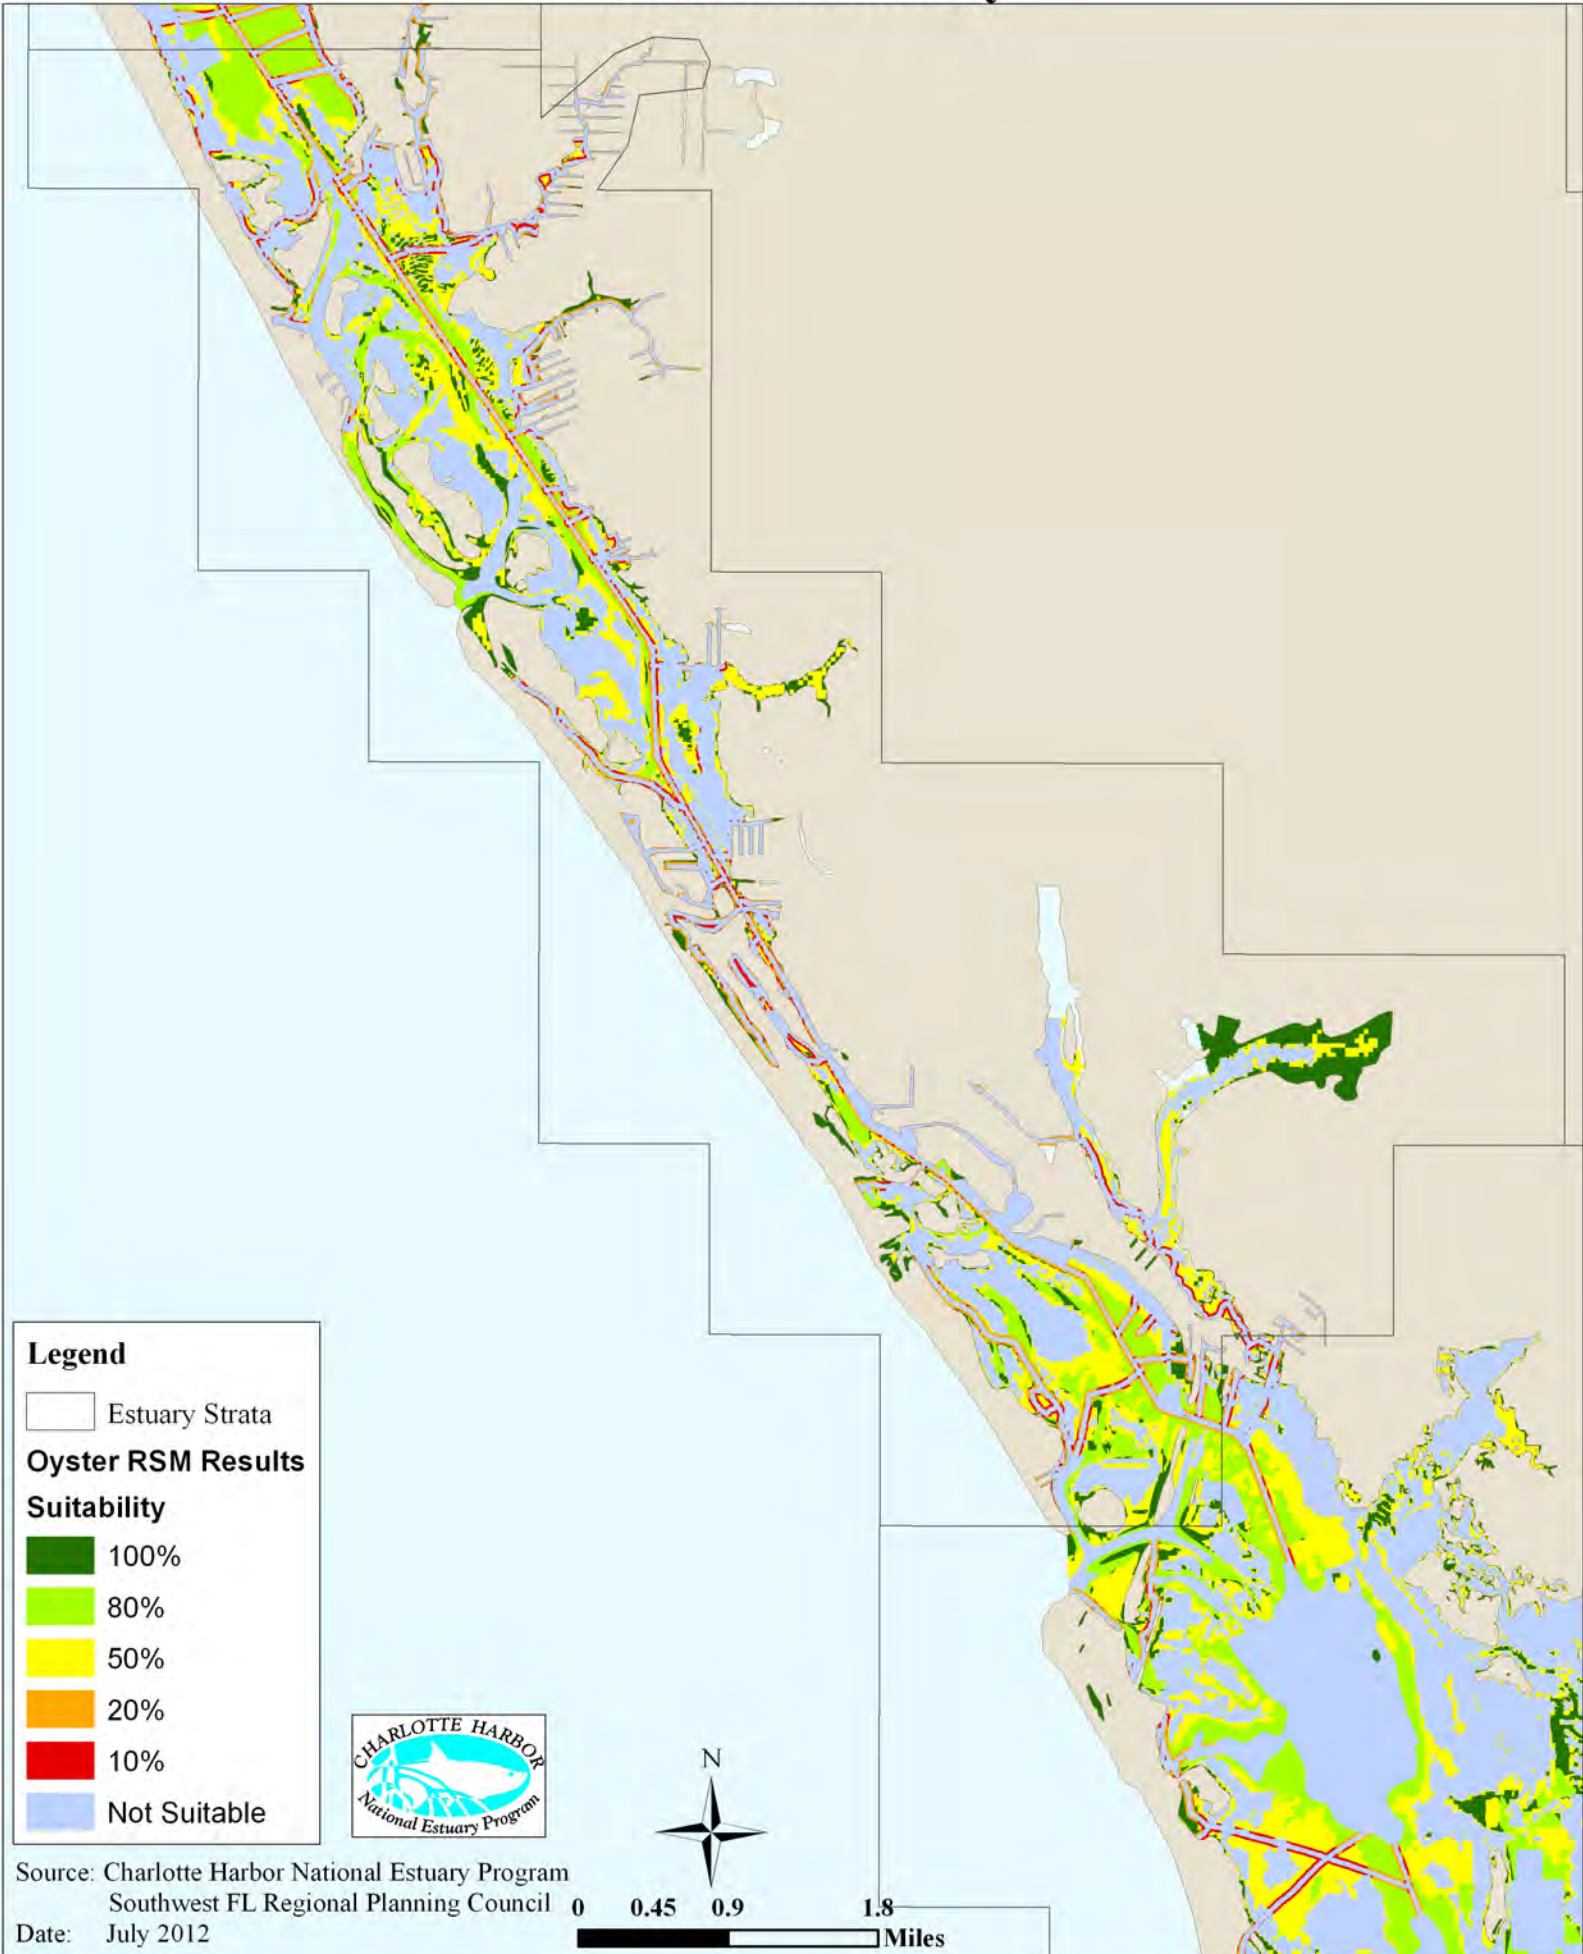 Legend
Estuary Strata
Oyster RSM Results
Suitability
100%
80%
50%
20%
10%
Not Suitable
CHARLOTTE HARBOR
National Estuary Program
N
Source: Charlotte Harbor National Estuary Program
Southwest FL Regional Planning Council
Date: July 2012
0 0.45 0.9 1.8
Miles